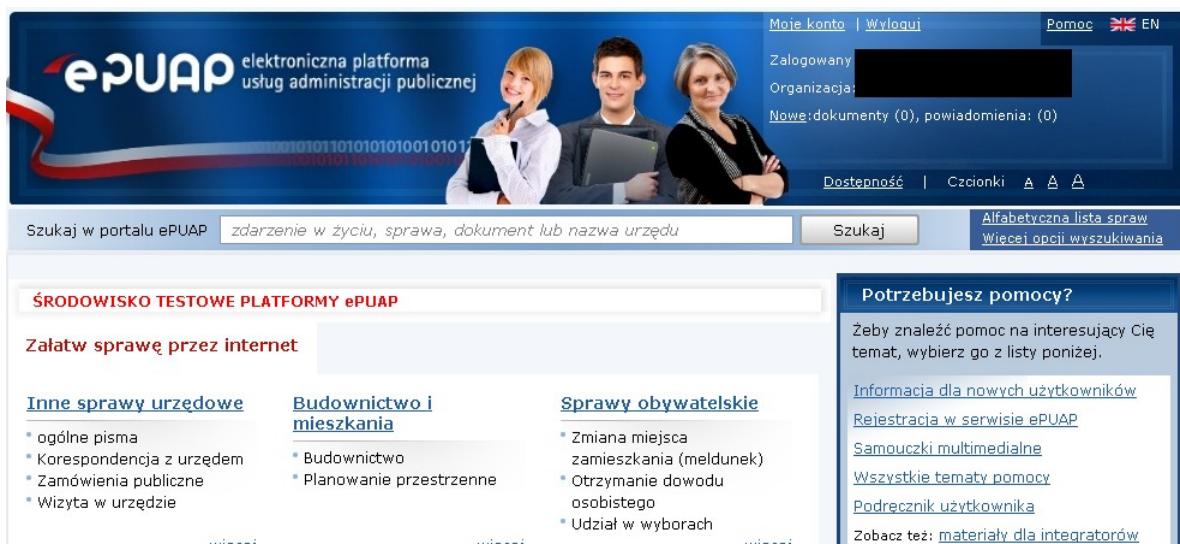 Moje konto | Wyloguj Pomoc EN
ePUAP elektroniczna platforma
usług administracji publicznej
Zalogowany
Organizacja:
Nowe:dokumenty (0), powiadomienia: (0)
Dostępność | Czcionki A A A
Szukaj w portalu ePUAP zdarzenie w życiu, sprawa, dokument lub nazwa urzędu Szukaj
Alfabetyczna lista spraw
Więcej opcji wyszukiwania
ŚRODOWISKO TESTOWE PLATFORMY ePUAP
Załatw sprawę przez internet
Inne sprawy urzędowe
ogólne pisma
Korespondencja z urzędem
Zamówienia publiczne
Wizyta w urzędzie
więcej
Budownictwo i
mieszkania
Budownictwo
Planowanie przestrzenne
więcej
Sprawy obywatelskie
Zmiana miejsca
zamieszkania (meldunek)
Otrzymanie dowodu
osobistego
Udział w wyborach
więcej
Potrzebujesz pomocy?
Żeby znaleźć pomoc na interesujący Cię
temat, wybierz go z listy poniżej.
Informacja dla nowych użytkowników
Rejestracja w serwisie ePUAP
Samouczki multimedialne
Wszystkie tematy pomocy
Podręcznik użytkownika
Zobacz też: materiały dla integratorów